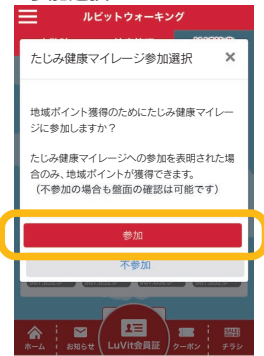 ルビットウォーキング
たじみ健康マイレージ参加選択
×
地域ポイント獲得のためにたじみ健康マイレー
ジに参加しますか？
たじみ健康マイレージへの参加を表明された場
合のみ、地域ポイントが獲得できます。
（不参加の場合も盤面の確認は可能です）
参加
不参加
ホーム
お知らせ
LuVit会員証
クーポン
SALE
チラシ